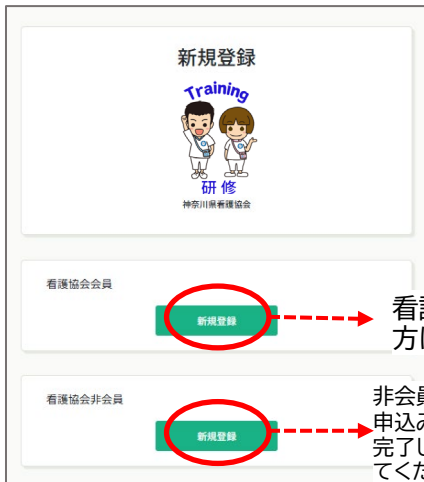 新規登録
Training
研修
神奈川県看護協会
看護協会会員
新規登録
看
方
看護協会非会員
新規登録
非会員
申込み
完了し
てくだ